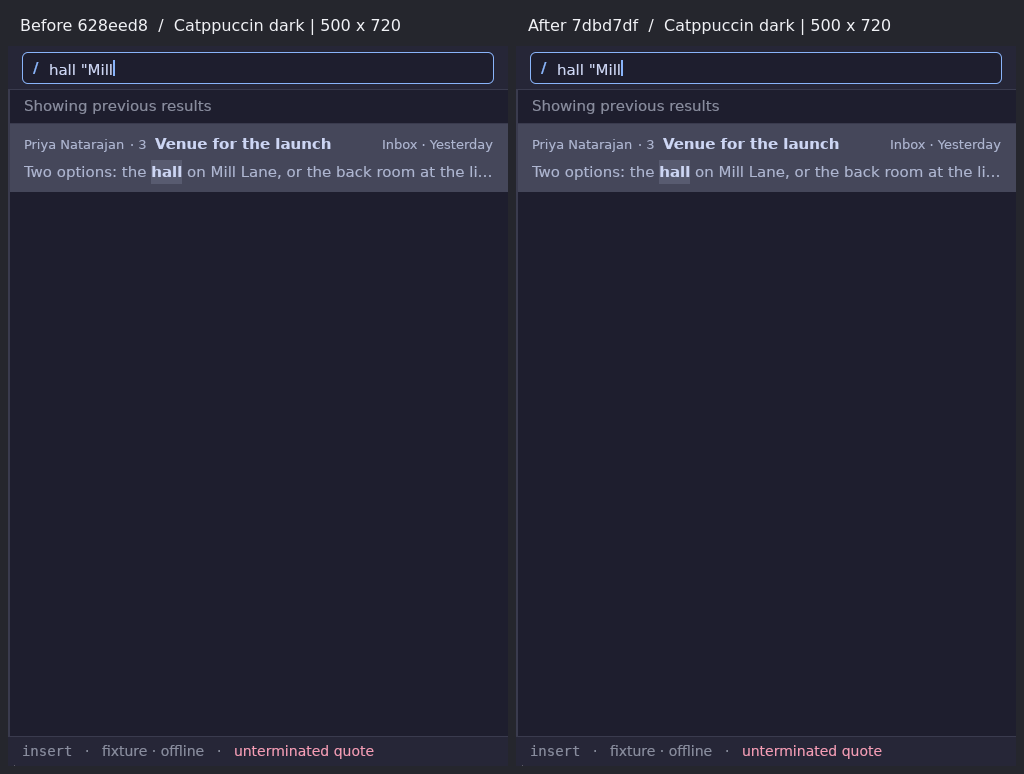 Before 628eed8 / Catppuccin dark | 500 x 720
/ hall "Mill
Showing previous results
Priya Natarajan · 3 Venue for the launch Inbox · Yesterday
Two options: the hall on Mill Lane, or the back room at the li…
insert · fixture · offline · unterminated quote
After 7dbd7df / Catppuccin dark | 500 x 720
/ hall "Mill
Showing previous results
Priya Natarajan · 3 Venue for the launch Inbox · Yesterday
Two options: the hall on Mill Lane, or the back room at the li…
insert · fixture · offline · unterminated quote